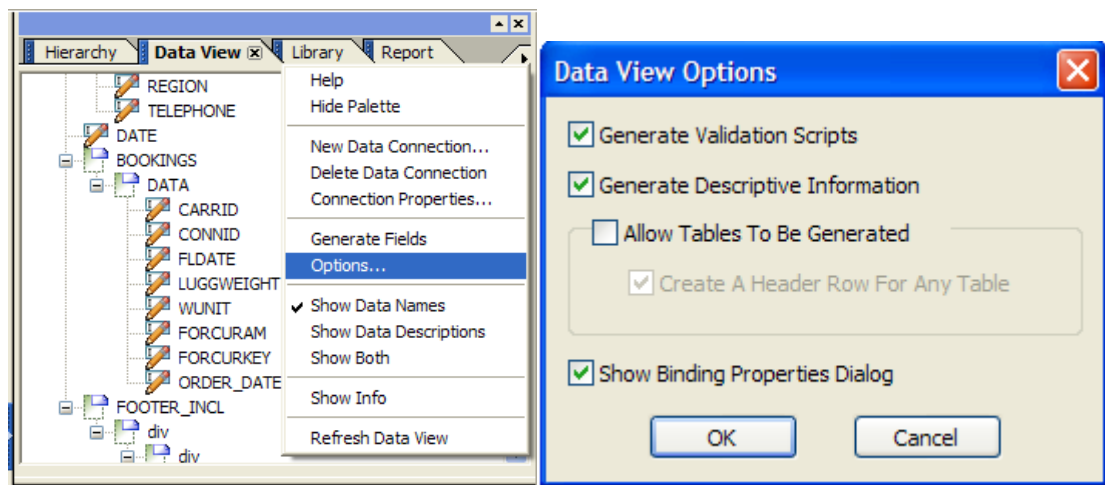 Hierarchy Data View Library Report
REGION
TELEPHONE
DATE
BOOKINGS
DATA
CARRID
CONNID
FLDATE
LUGGWEIGHT
WUNIT
FORCURAM
FORCURKEY
ORDER_DATE
FOOTER_INCL
div
div
Help
Hide Palette
New Data Connection...
Delete Data Connection
Connection Properties...
Generate Fields
Options...
Show Data Names
Show Data Descriptions
Show Both
Show Info
Refresh Data View
Data View Options
Generate Validation Scripts
Generate Descriptive Information
Allow Tables To Be Generated
Create A Header Row For Any Table
Show Binding Properties Dialog
OK Cancel